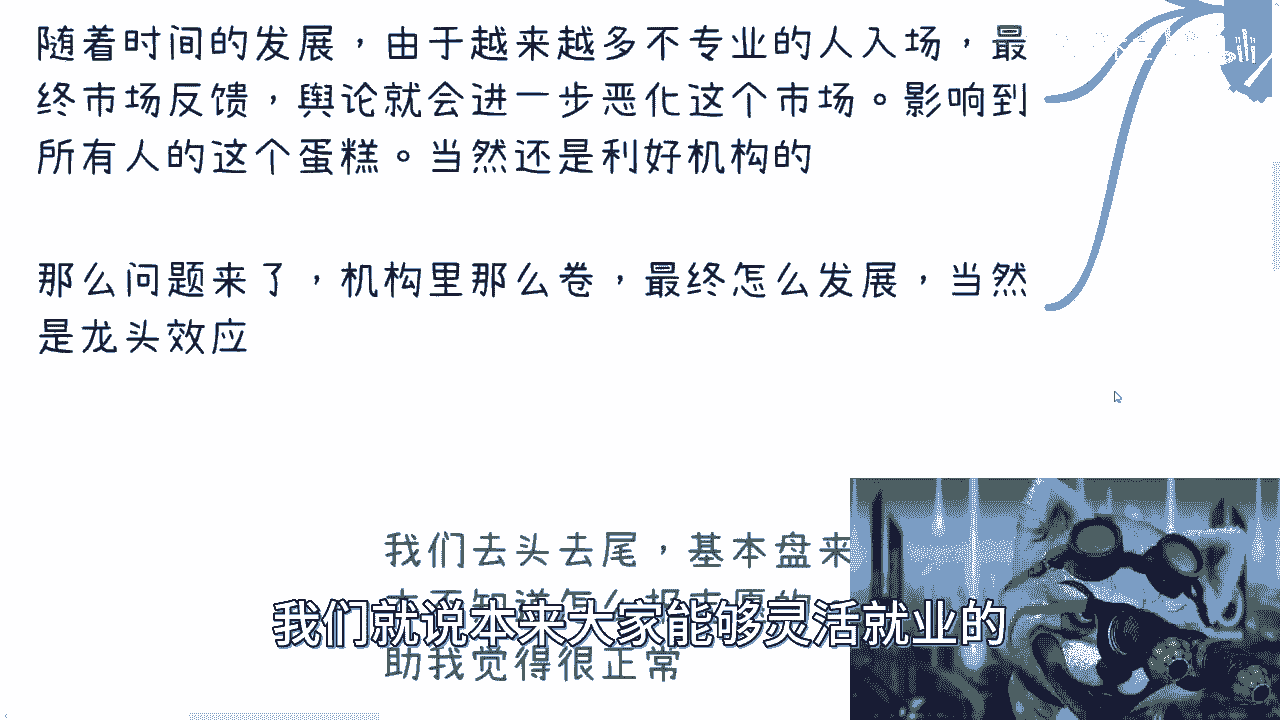 随着时间的发展，由于越来越多不专业的人入场，最
终市场反馈，舆论就会进一步恶化这个市场。影响到
所有人的这个蛋糕。当然还是利好机构的
那么问题来了，机构里那么卷，最终怎么发展，当然
是龙头效应
我们去头去尾，基本盘来
我们就说本来大家能够灵活就业的
助我觉得很正常